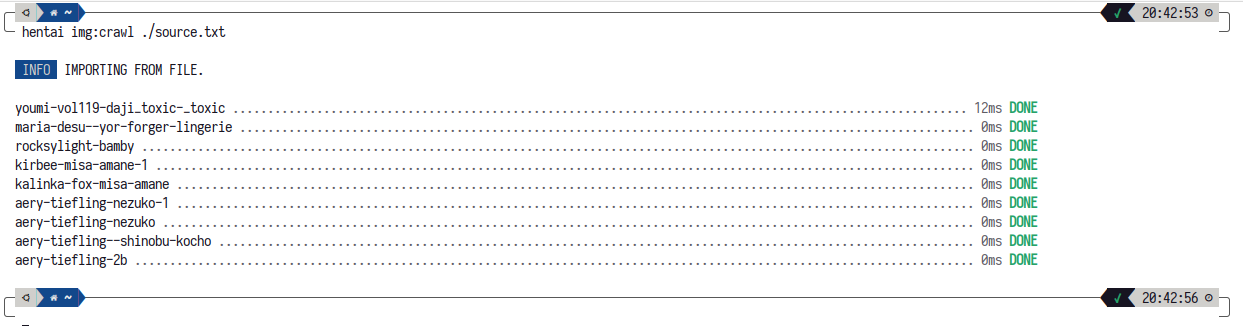 ~ ✓ 20:42:53
hentai img:crawl ./source.txt
INFO IMPORTING FROM FILE.
youmi-vol119-daji_toxic-_toxic ........................................................................................................ 12ms DONE
maria-desu--yor-forger-lingerie ........................................................................................................ 0ms DONE
rocksylight-bamby ...................................................................................................................... 0ms DONE
kirbee-misa-amane-1 .................................................................................................................... 0ms DONE
kalinka-fox-misa-amane ................................................................................................................. 0ms DONE
aery-tiefling-nezuko-1 ................................................................................................................. 0ms DONE
aery-tiefling-nezuko ................................................................................................................... 0ms DONE
aery-tiefling--shinobu-kocho ........................................................................................................... 0ms DONE
aery-tiefling-2b ....................................................................................................................... 0ms DONE
~ ✓ 20:42:56